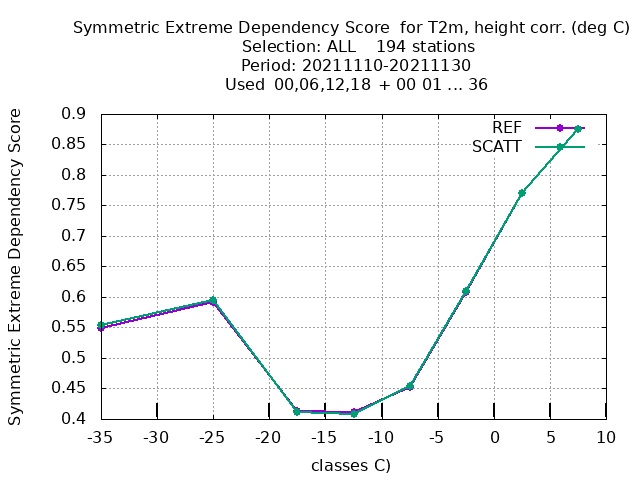 Symmetric Extreme Dependency Score for T2m, height corr. (deg C)
Selection: ALL 194 stations
Period: 20211110-20211130
Used 00,06,12,18 + 00 01 ... 36
Symmetric Extreme Dependency Score
0.9
0.85
0.8
0.75
0.7
0.65
0.6
0.55
0.5
0.45
0.4
REF
SCATT
-35 -30 -25 -20 -15 -10 -5 0 5 10
classes C)